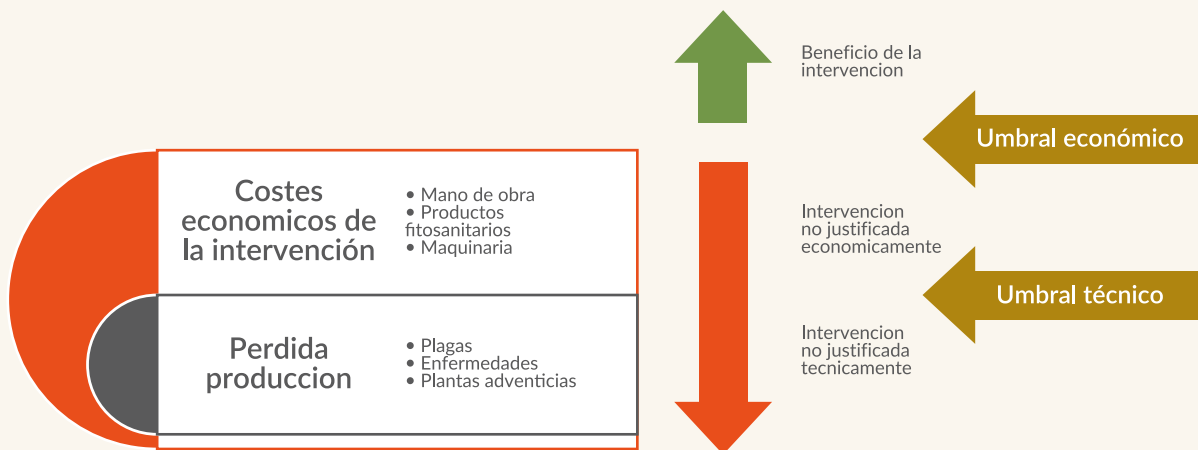 Beneficio de la
intervencion
Umbral económico
Costes
economicos de
la intervención
• Mano de obra
• Productos
fitosanitarios
• Maquinaria
Intervencion
no justificada
economicamente
Umbral técnico
Perdida
produccion
• Plagas
• Enfermedades
• Plantas adventicias
Intervencion
no justificada
tecnicamente